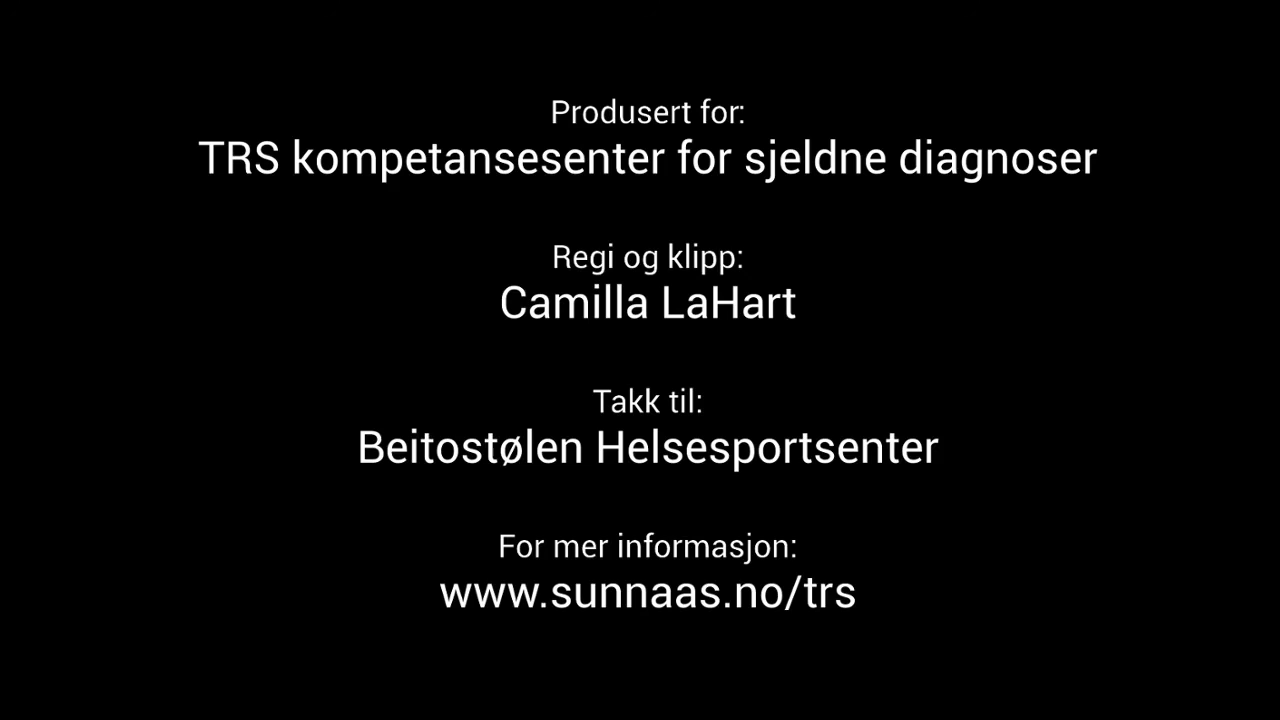 Produsert for:
TRS kompetansesenter for sjeldne diagnoser
Regi og klipp:
Camilla LaHart
Takk til:
Beitostølen Helsesportsenter
For mer informasjon:
www.sunnaas.no/trs